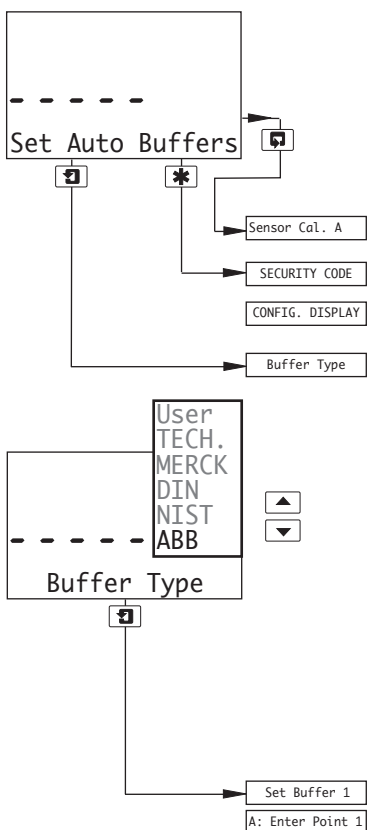 - - - - -
Set Auto Buffers
Sensor Cal. A
SECURITY CODE
CONFIG. DISPLAY
Buffer Type
User
TECH.
MERCK
DIN
NIST
- - - - - ABB
Buffer Type
Set Buffer 1
A: Enter Point 1